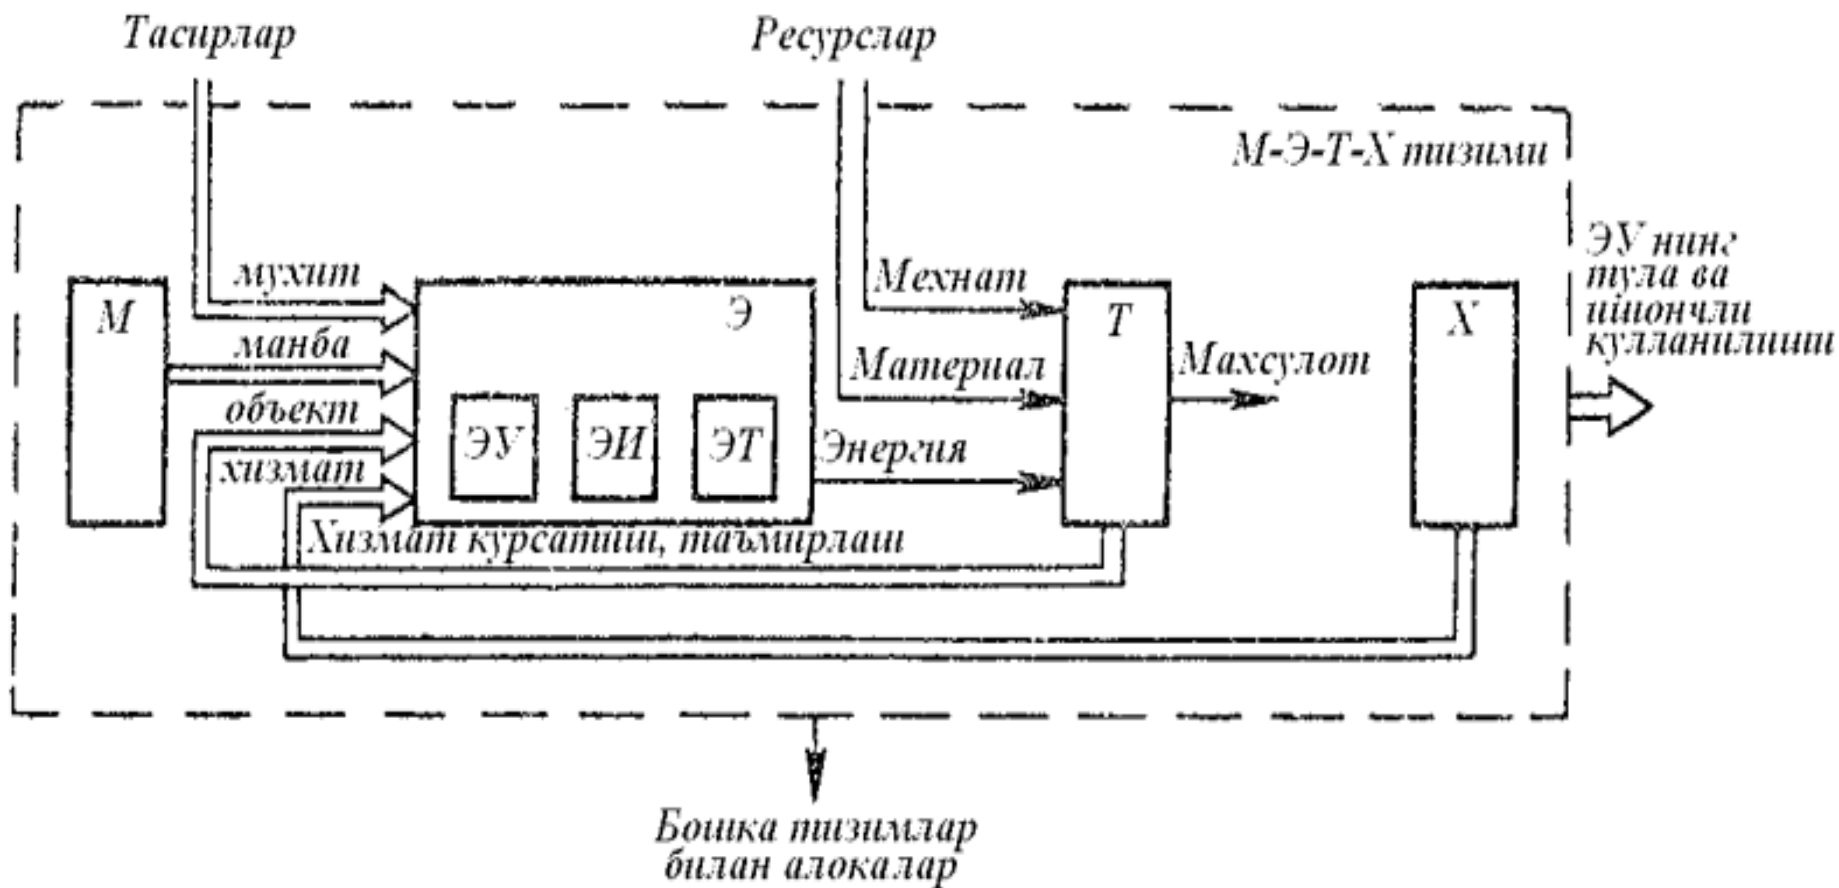 Тасирлар
Ресурслар
М-Э-Т-Х тизими
ЭУ нинг
тула ва
ишончли
кулланилиши
мухит
Мехнат
М
Э
Т
Х
манба
Материал
Махсулот
объект
ЭУ
ЭИ
ЭТ
Энергия
хизмат
Хизмат курсатиш, таъмирлаш
Бошка тизимлар
билан алокалар